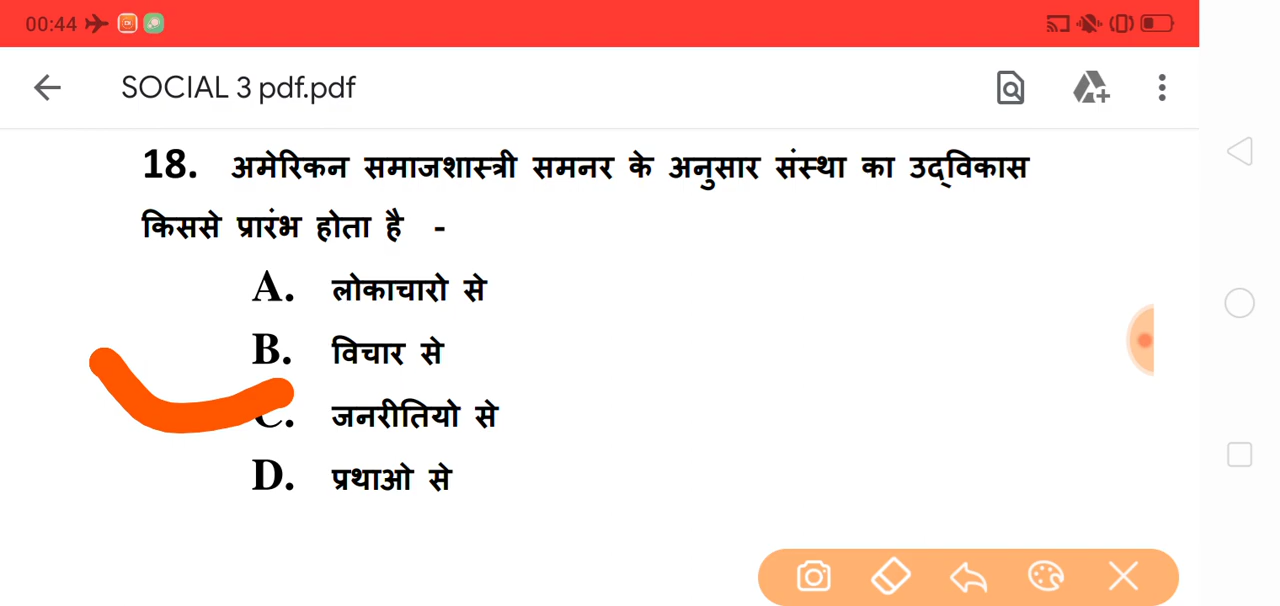 00:44
SOCIAL 3 pdf.pdf
18. अमेरिकन समाजशास्त्री समनर के अनुसार संस्था का उद्विकास
किससे प्रारंभ होता है -
A. लोकाचारो से
B. विचार से
C. जनरीतियो से
D. प्रथाओ से